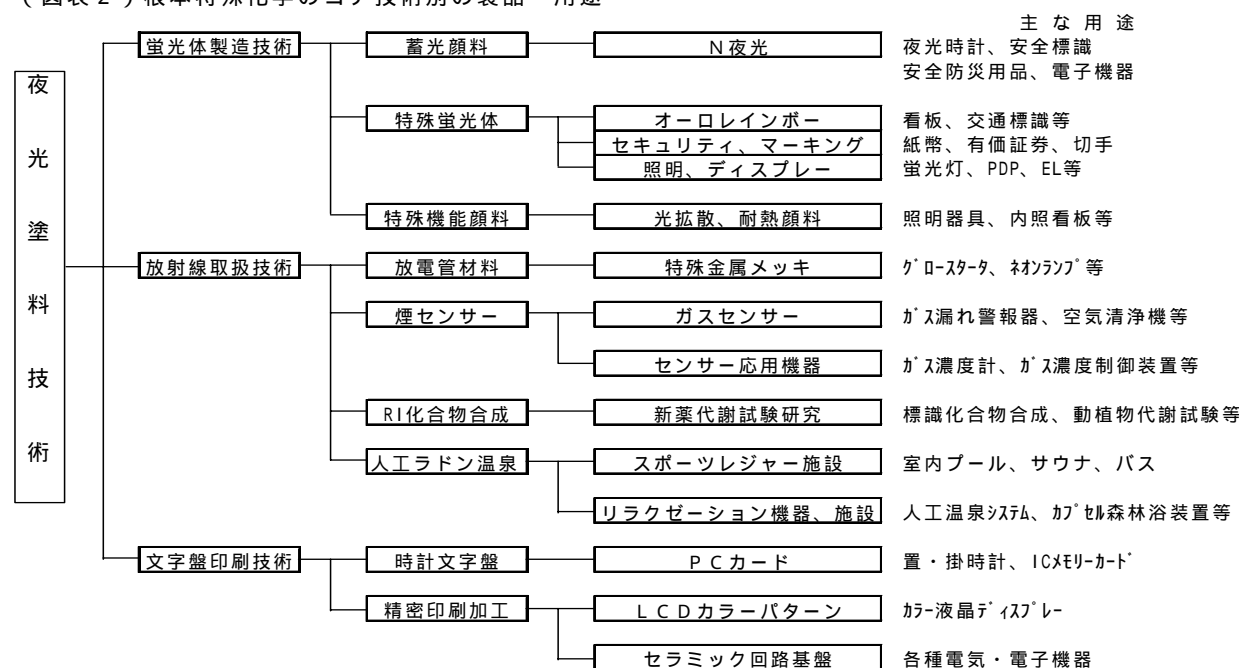 (図表2)根本特殊化学のコア技術別の製品・用途
主な用途
夜光塗料技術
蛍光体製造技術 蓄光顔料 N夜光 夜光時計、安全標識
安全防災用品、電子機器
特殊蛍光体 オーロレインボー 看板、交通標識等
セキュリティ、マーキング 紙幣、有価証券、切手
照明、ディスプレー 蛍光灯、PDP、EL等
特殊機能顔料 光拡散、耐熱顔料 照明器具、内照看板等
放射線取扱技術 放電管材料 特殊金属メッキ グロースタータ、ネオンランプ等
煙センサー ガスセンサー ガス漏れ警報器、空気清浄機等
センサー応用機器 ガス濃度計、ガス濃度制御装置等
RI化合物合成 新薬代謝試験研究 標識化合物合成、動植物代謝試験等
人工ラドン温泉 スポーツレジャー施設 室内プール、サウナ、バス
リラクゼーション機器、施設 人工温泉システム、カプセル森林浴装置等
文字盤印刷技術 時計文字盤 PCカード 置・掛時計、ICメモリーカード
精密印刷加工 LCDカラーパターン カラー液晶ディスプレー
セラミック回路基盤 各種電気・電子機器